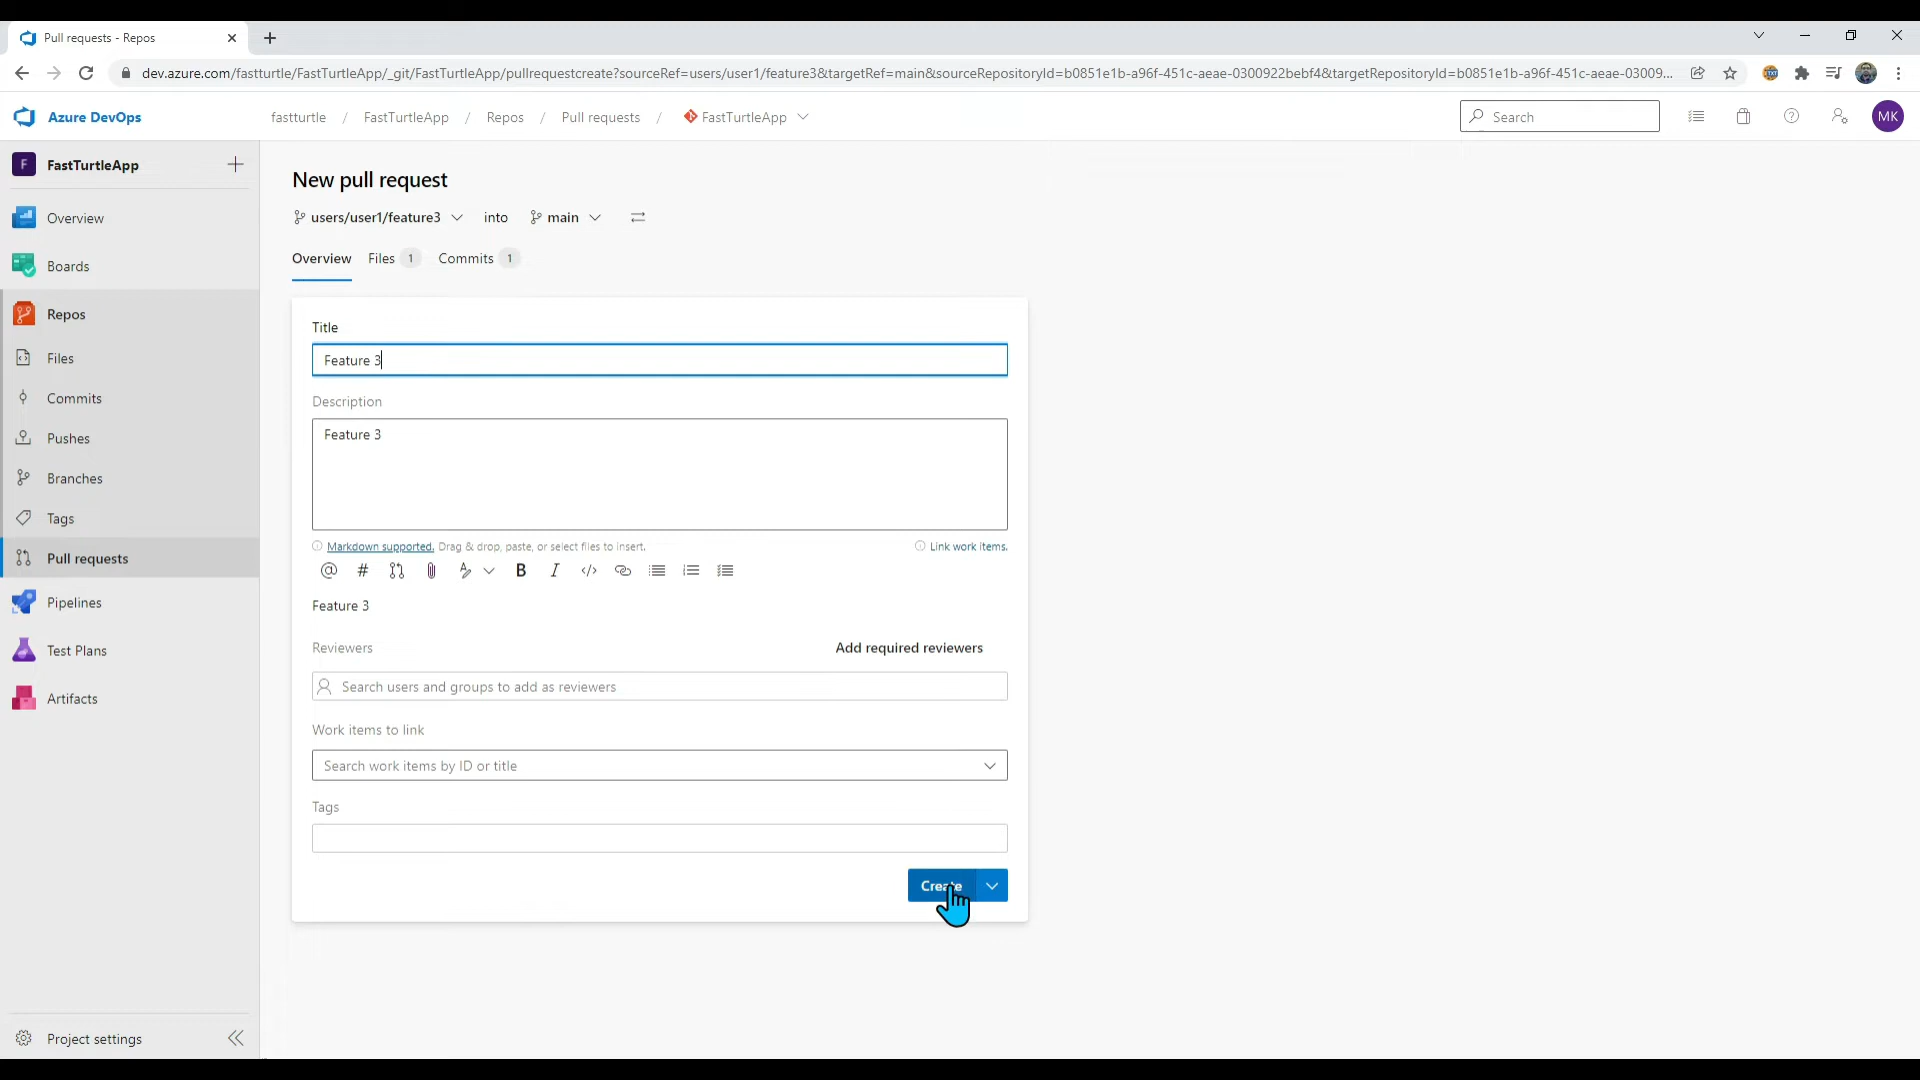 Pull requests - Repos
dev.azure.com/fastturtle/FastTurtleApp/_git/FastTurtleApp/pullrequestcreate?sourceRef=users/user1/feature3&targetRef=main&sourceRepositoryId=b0851e1b-a96f-451c-aeae-0300922bebf4&targetRepositoryId=b0851e1b-a96f-451c-aeae-03009...
Azure DevOps
fastturtle / FastTurtleApp / Repos / Pull requests / FastTurtleApp
Search
MK
F FastTurtleApp
Overview
Boards
Repos
Files
Commits
Pushes
Branches
Tags
Pull requests
Pipelines
Test Plans
Artifacts
Project settings
New pull request
users/user1/feature3 into main
Overview Files 1 Commits 1
Title
Feature 3
Description
Feature 3
Markdown supported. Drag & drop, paste, or select files to insert. Link work items.
Feature 3
Reviewers Add required reviewers
Search users and groups to add as reviewers
Work items to link
Search work items by ID or title
Tags
Create